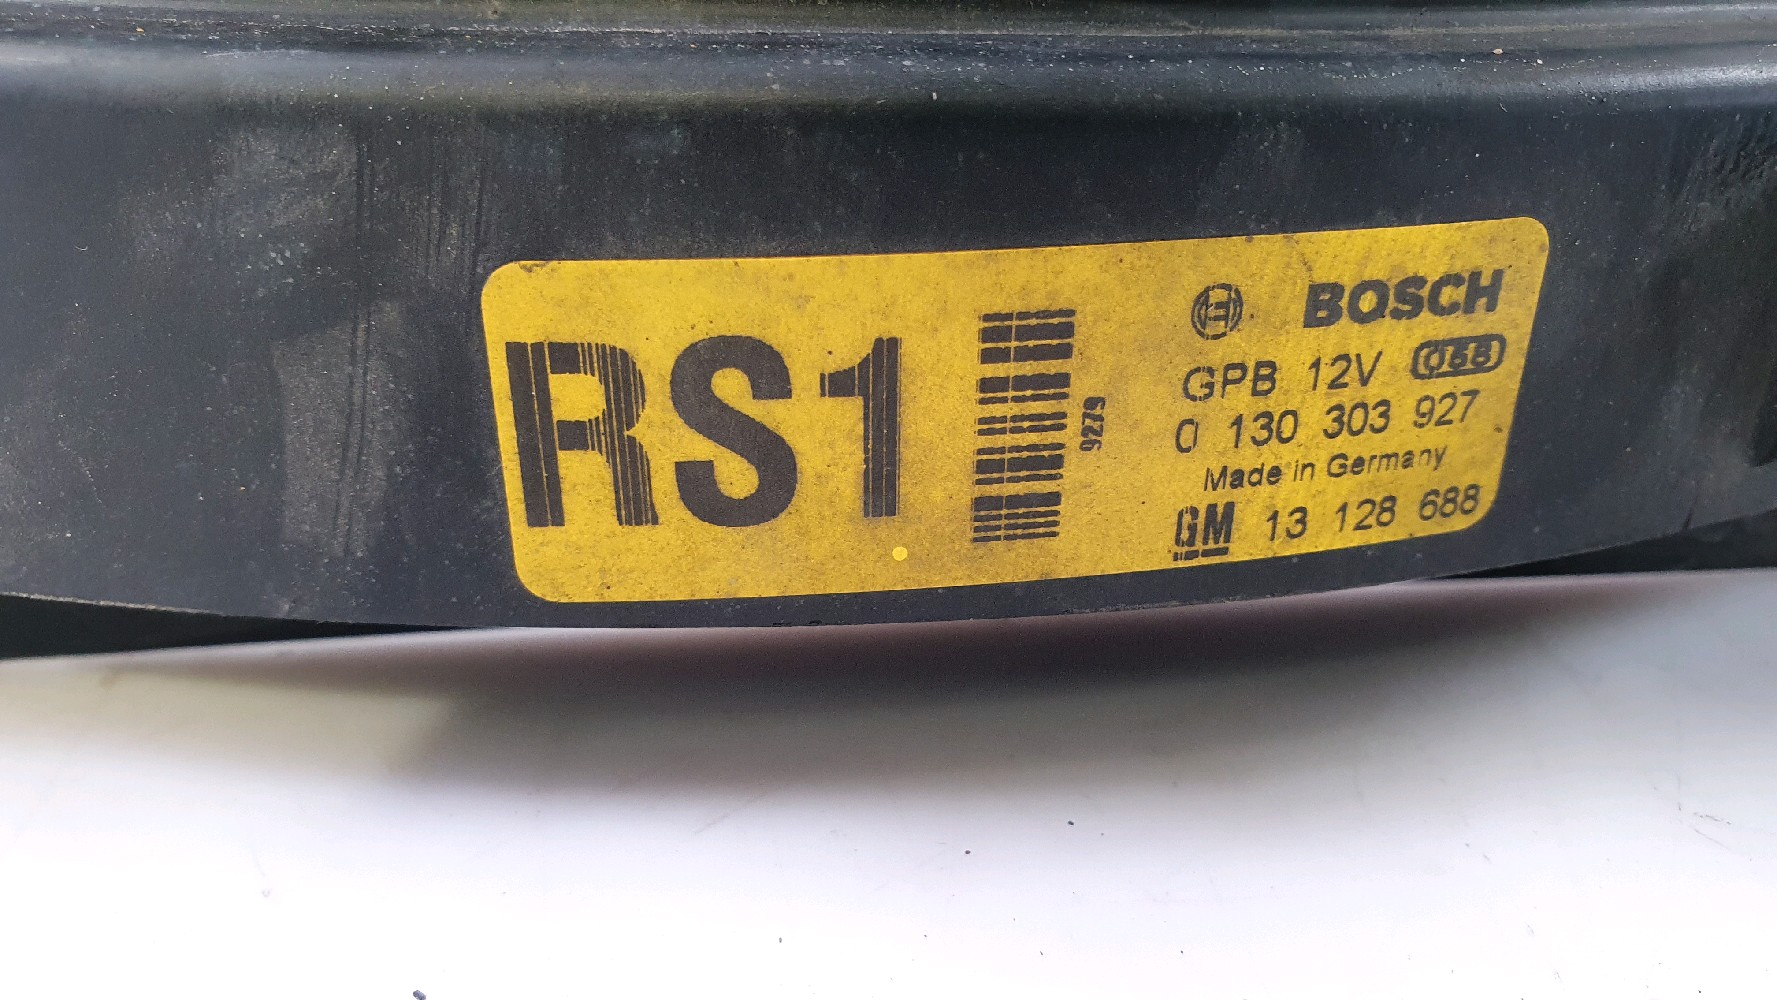 RS1
9279
BOSCH
GPB 12V
0 130 303 927
Made in Germany
GM 13 128 688